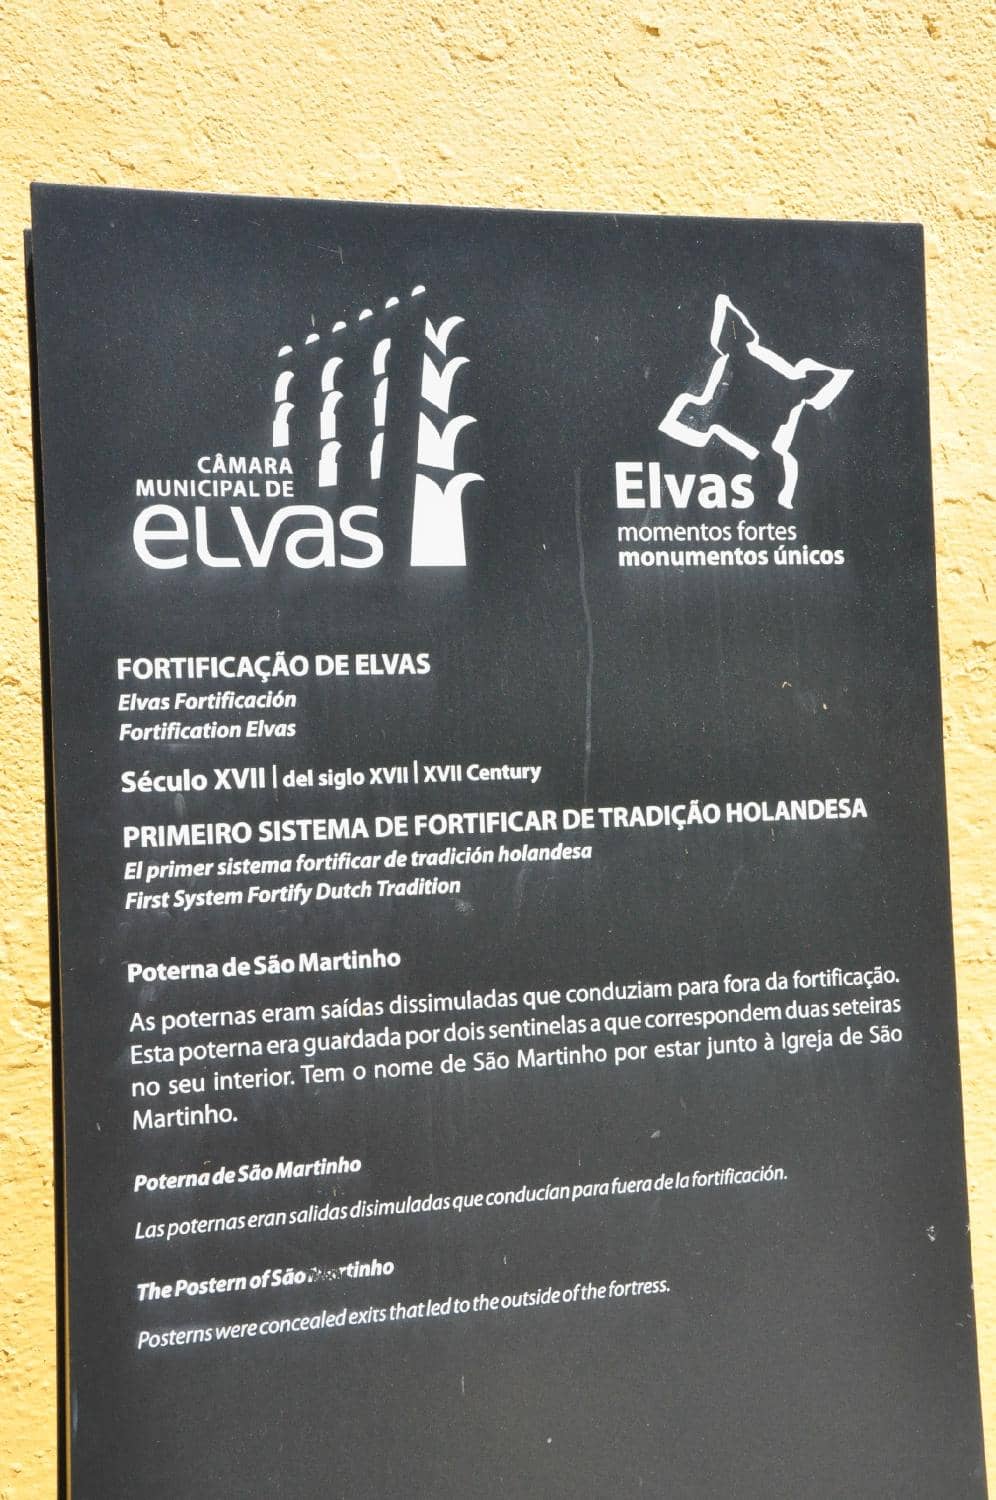 CÂMARA
MUNICIPAL DE
eLvas
Elvas
momentos fortes
monumentos únicos
FORTIFICAÇÃO DE ELVAS
Elvas Fortificación
Fortification Elvas
Século XVII | del siglo XVII | XVII Century
PRIMEIRO SISTEMA DE FORTIFICAR DE TRADIÇÃO HOLANDESA
El primer sistema fortificar de tradición holandesa
First System Fortify Dutch Tradition
Poterna de São Martinho
As poternas eram saídas dissimuladas que conduziam para fora da fortificação.
Esta poterna era guardada por dois sentinelas a que correspondem duas seteiras
no seu interior. Tem o nome de São Martinho por estar junto à Igreja de São
Martinho.
Poterna de São Martinho
Las poternas eran salidas disimuladas que conducían para fuera de la fortificación.
The Postern of São Martinho
Posterns were concealed exits that led to the outside of the fortress.